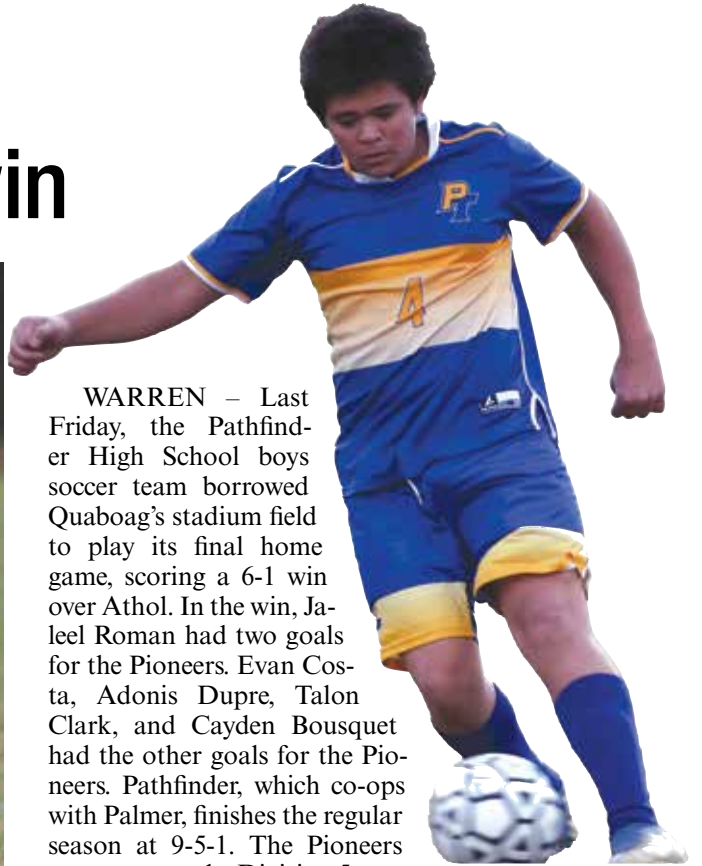 in
WARREN – Last
Friday, the Pathfind-
er High School boys
soccer team borrowed
Quaboag's stadium field
to play its final home
game, scoring a 6-1 win
over Athol. In the win, Ja-
leel Roman had two goals
for the Pioneers. Evan Cos-
ta, Adonis Dupre, Talon
Clark, and Cayden Bousquet
had the other goals for the Pio-
neers. Pathfinder, which co-ops
with Palmer, finishes the regular
season at 9-5-1. The Pioneers
P
T
4